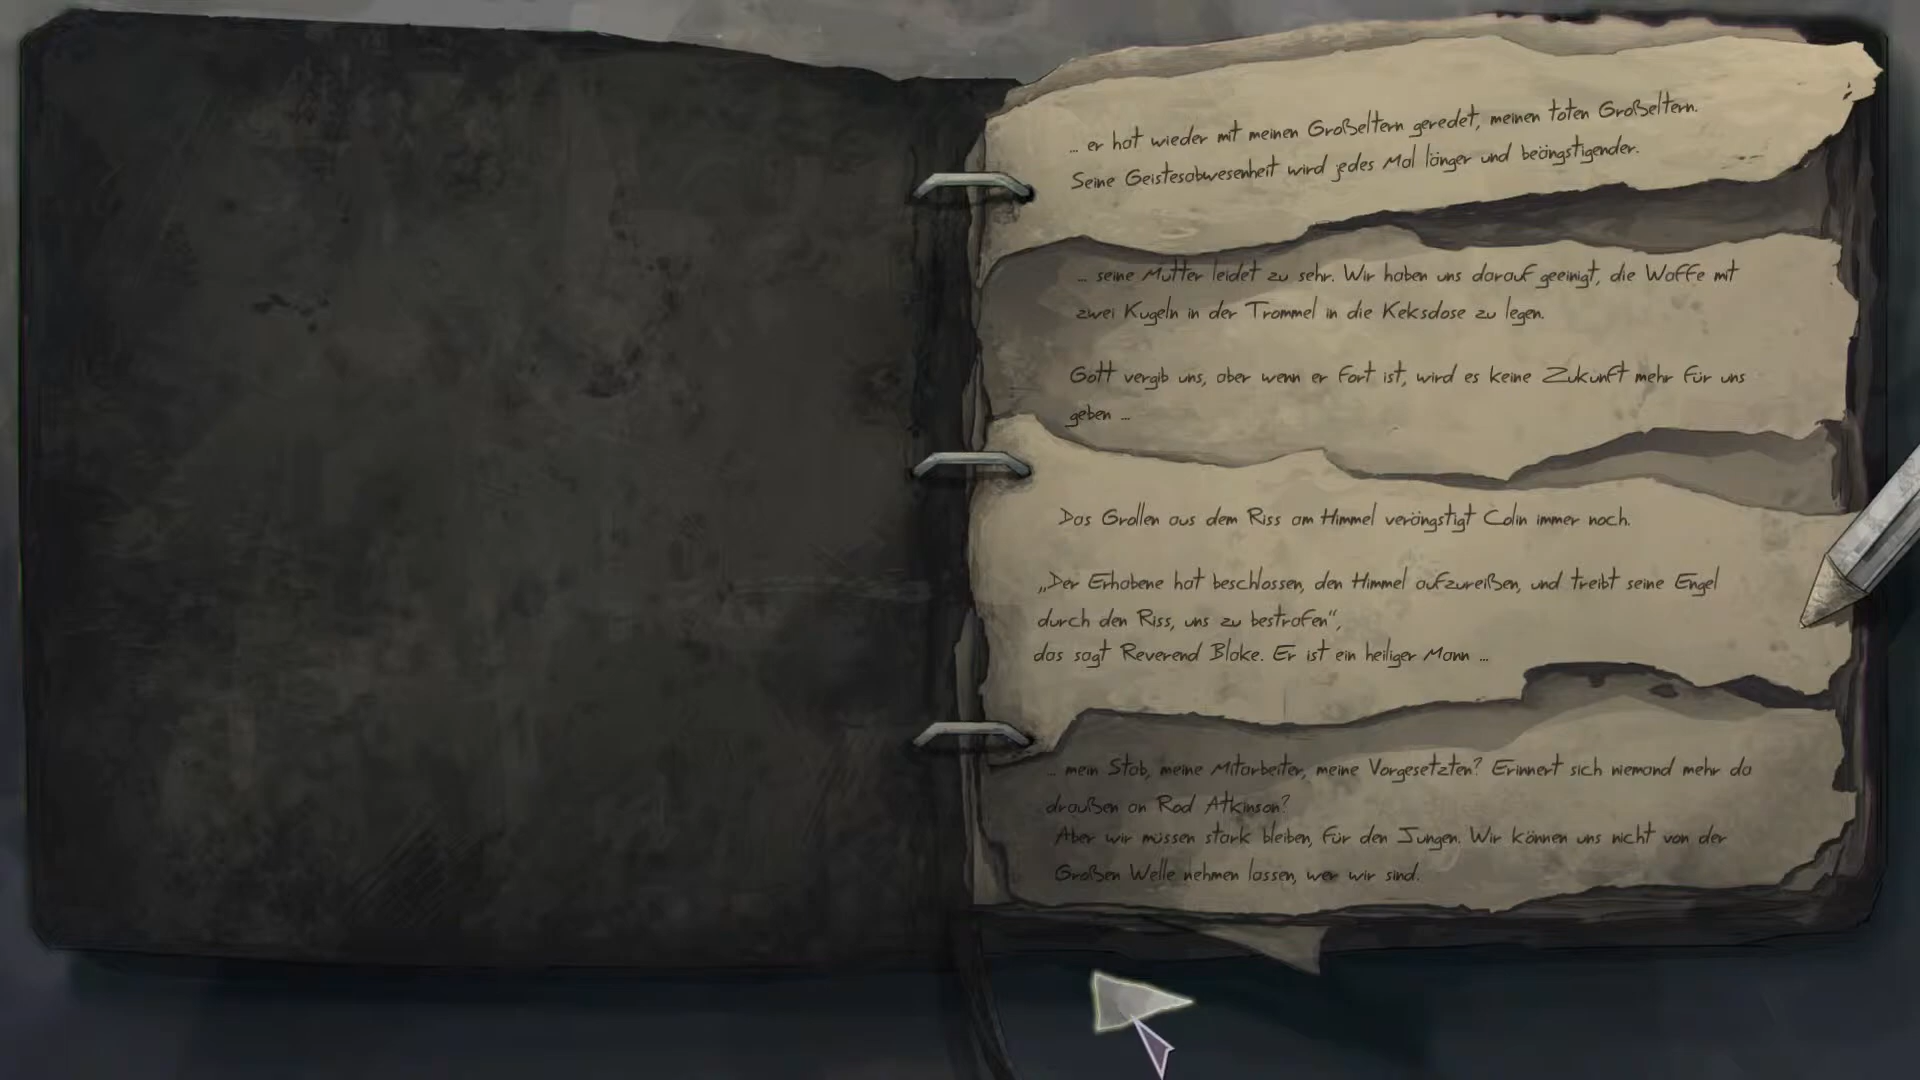 ... er hat wieder mit meinen Großeltern geredet, meinen toten Großeltern.
Seine Geistesabwesenheit wird jedes Mal länger und beängstigender.
... seine Mutter leidet zu sehr. Wir haben uns darauf geeinigt, die Waffe mit
zwei Kugeln in der Trommel in die Keksdose zu legen.
Gott vergib uns, aber wenn er fort ist, wird es keine Zukunft mehr für uns
geben ...
Das Grollen aus dem Riss am Himmel verängstigt Colin immer noch.
„Der Erhabene hat beschlossen, den Himmel aufzureißen, und treibt seine Engel
durch den Riss, uns zu bestrafen“,
das sagt Reverend Blake. Er ist ein heiliger Mann ...
... mein Stab, meine Mitarbeiter, meine Vorgesetzten? Erinnert sich niemand mehr da
draußen an Rod Atkinson?
Aber wir müssen stark bleiben, für den Jungen. Wir können uns nicht von der
Großen Welle nehmen lassen, wer wir sind.